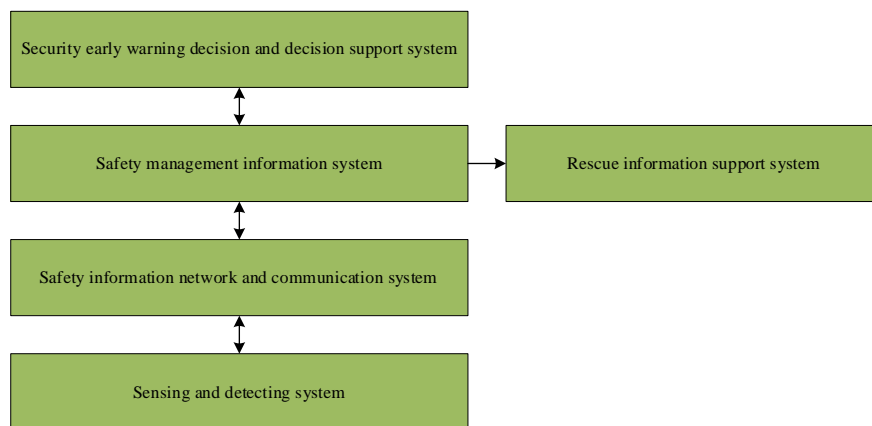 Security early warning decision and decision support system
Safety management information system
Rescue information support system
Safety information network and communication system
Sensing and detecting system